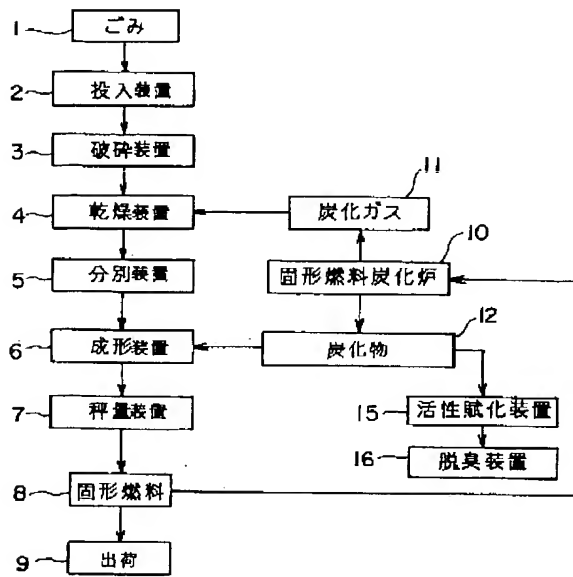 1 ごみ
2 投入装置
3 破砕装置
11 炭化ガス
4 乾燥装置
10 固形燃料炭化炉
5 分別装置
12 炭化物
6 成形装置
7 秤量装置
15 活性賦化装置
16 脱臭装置
8 固形燃料
9 出荷